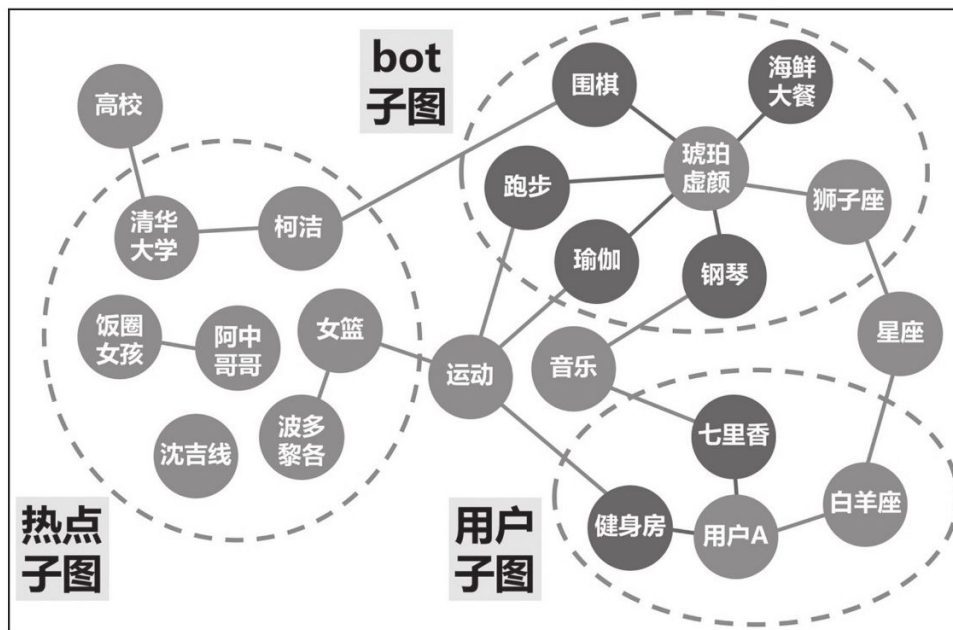 bot
子图
高校
围棋
海鲜
大餐
琥珀
虚颜
跑步
狮子座
清华
大学
柯洁
瑜伽
钢琴
饭圈
女孩
阿中
哥哥
女篮
运动
音乐
星座
沈吉线
波多
黎各
七里香
热点
子图
用户
子图
健身房
用户A
白羊座